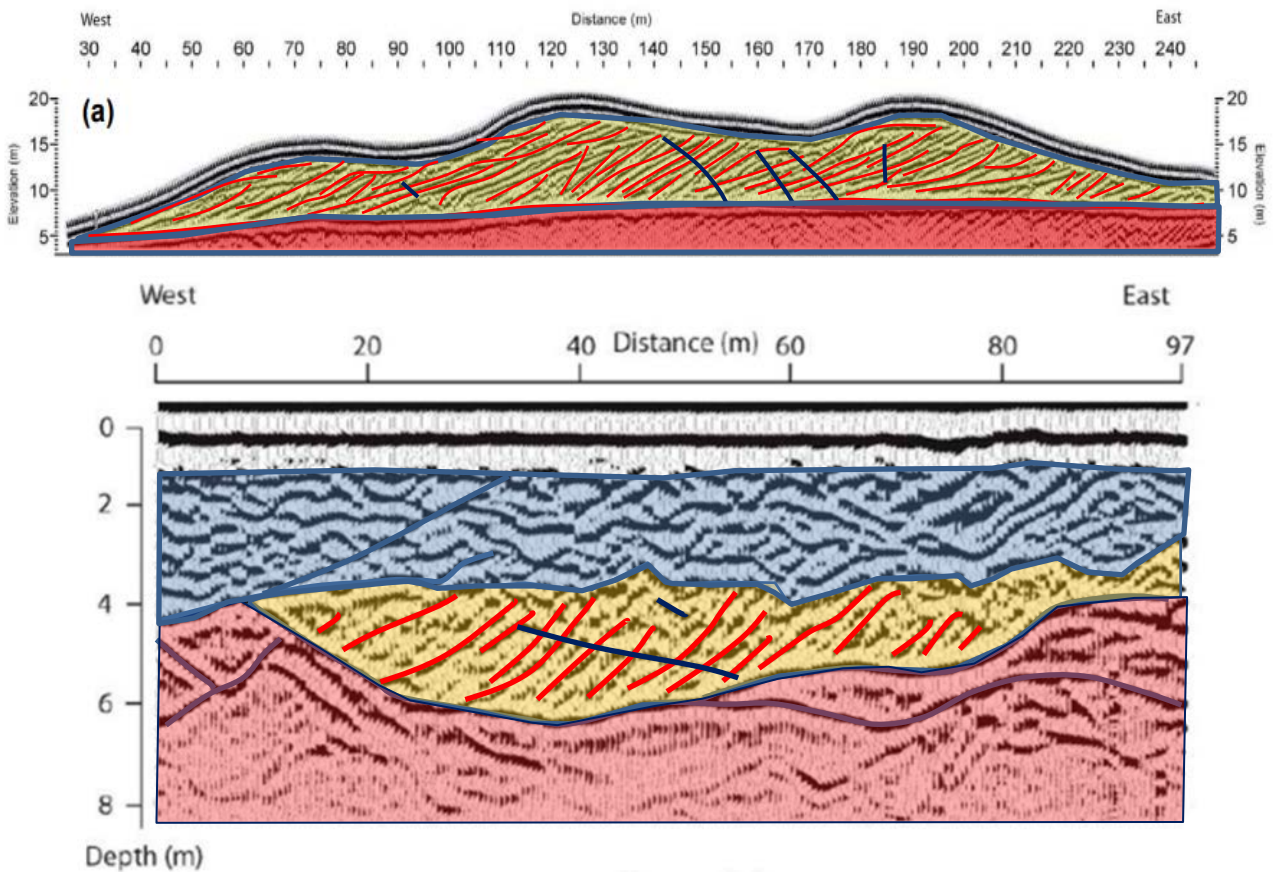 West Distance (m) East
30 40 50 60 70 80 90 100 110 120 130 140 150 160 170 180 190 200 210 220 230 240
(a)
20 20
15 15
10 10
5 5
Elevation (m) Elevation (m)
West East
Distance (m)
0 20 40 60 80 97
0
2
4
6
8
Depth (m)